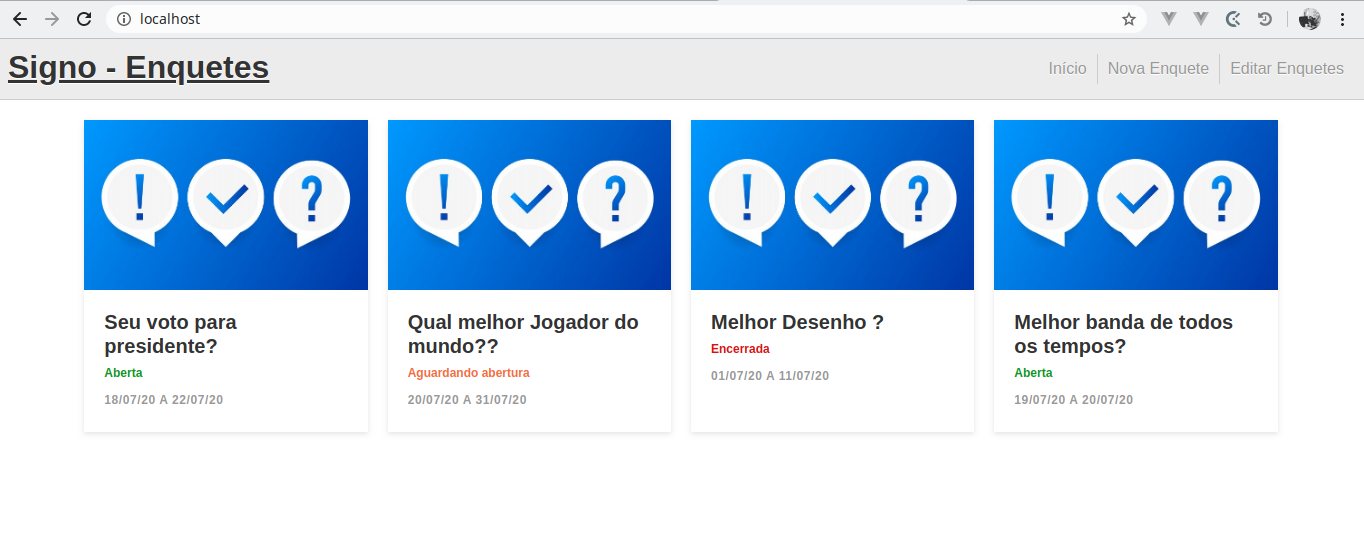 localhost
Signo - Enquetes
Início
Nova Enquete
Editar Enquetes
! ?
! ?
! ?
! ?
Seu voto para
presidente?
Aberta
18/07/20 A 22/07/20
Qual melhor Jogador do
mundo??
Aguardando abertura
20/07/20 A 31/07/20
Melhor Desenho ?
Encerrada
01/07/20 A 11/07/20
Melhor banda de todos
os tempos?
Aberta
19/07/20 A 20/07/20